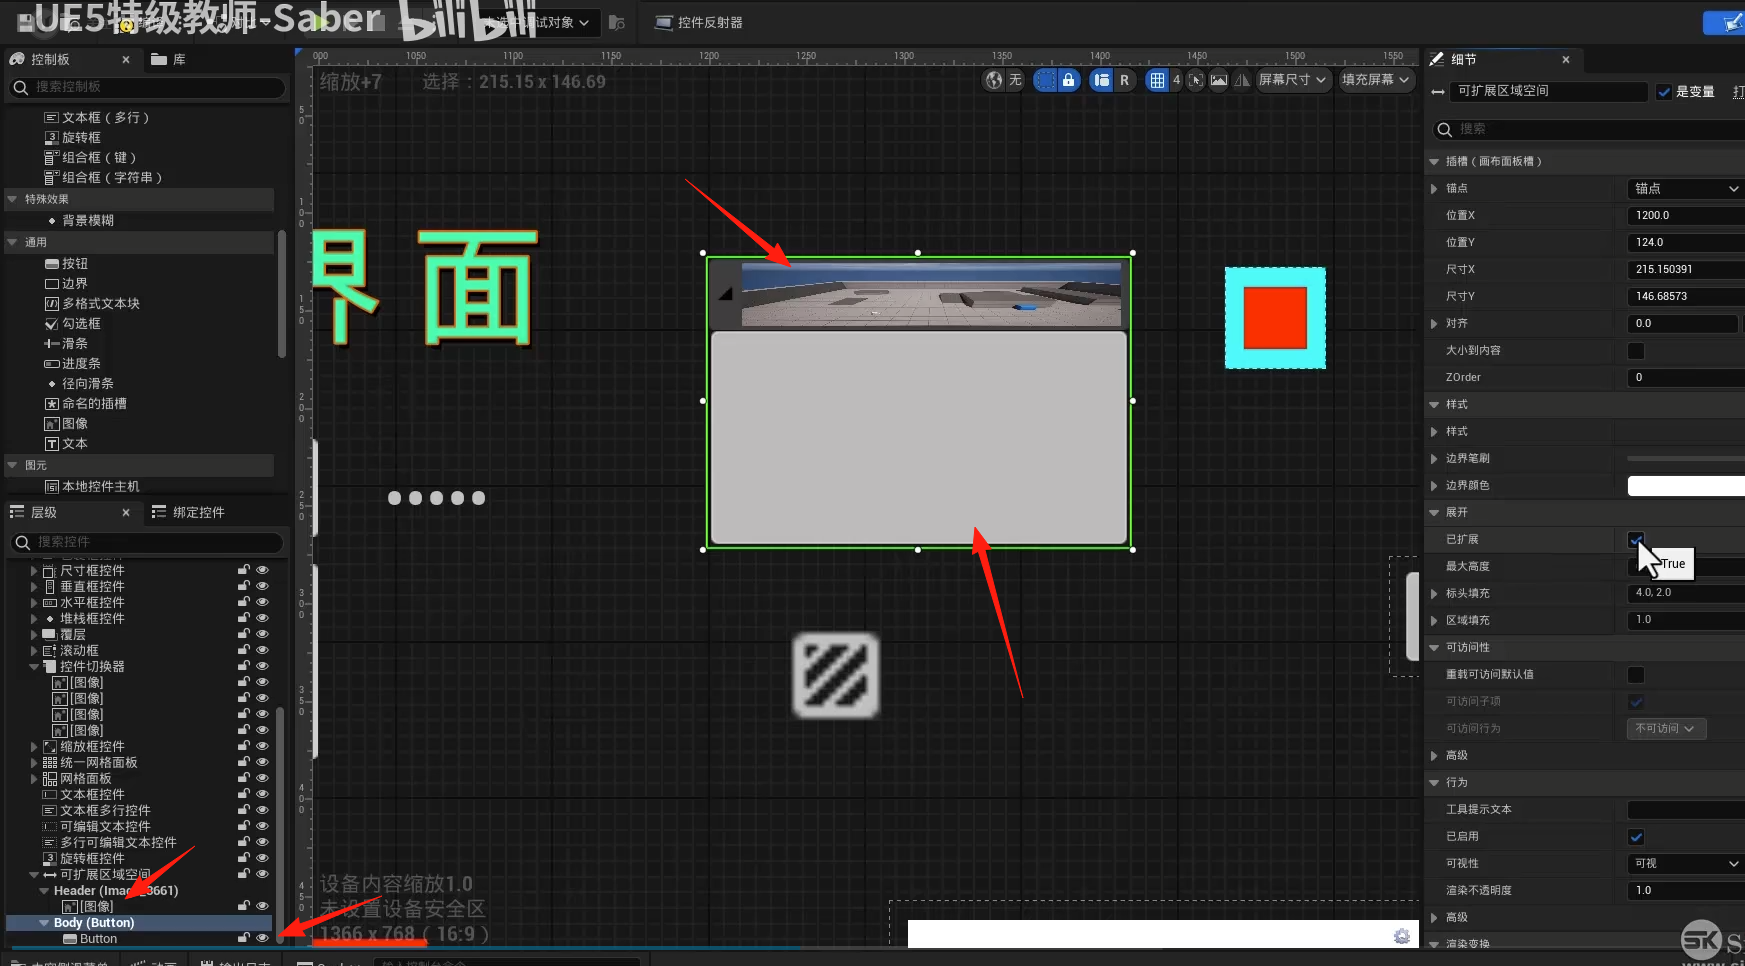 UE5特级教师-Saber bilibili
未选中调试对象
控件反射器
控制板
库
搜索控制板
文本框（多行）
旋转框
组合框（键）
组合框（字符串）
特殊效果
背景模糊
通用
按钮
边界
多格式文本块
勾选框
滑条
进度条
径向滑条
命名的插槽
图像
文本
图元
本地控件主机
层级
绑定控件
搜索控件
尺寸框控件
垂直框控件
水平框控件
堆栈框控件
覆层
滚动框
控件切换器
[图像]
[图像]
[图像]
[图像]
缩放框控件
统一网格面板
网格面板
文本框控件
文本框多行控件
可编辑文本控件
多行可编辑文本控件
旋转框控件
可扩展区域空间
Header
[图像]
Body (Button)
Button
000 1050 1100 1150 1200 1250 1300 1350 1400 1450 1500 1550
缩放+7 选择：215.15 x 146.69
无
R
4
屏幕尺寸
填充屏幕
界面
设备内容缩放1.0
未设置设备安全区
1366 x 768（16:9）
细节
可扩展区域空间
是变量
搜索
插槽（画布面板槽）
锚点 锚点
位置X 1200.0
位置Y 124.0
尺寸X 215.150391
尺寸Y 146.68573
对齐 0.0
大小到内容
ZOrder 0
样式
样式
边界笔刷
边界颜色
展开
已扩展
True
最大高度
标头填充 4.0, 2.0
区域填充 1.0
可访问性
重载可访问默认值
可访问子项
可访问行为 不可访问
高级
行为
工具提示文本
已启用
可视性 可视
渲染不透明度 1.0
高级
渲染变换